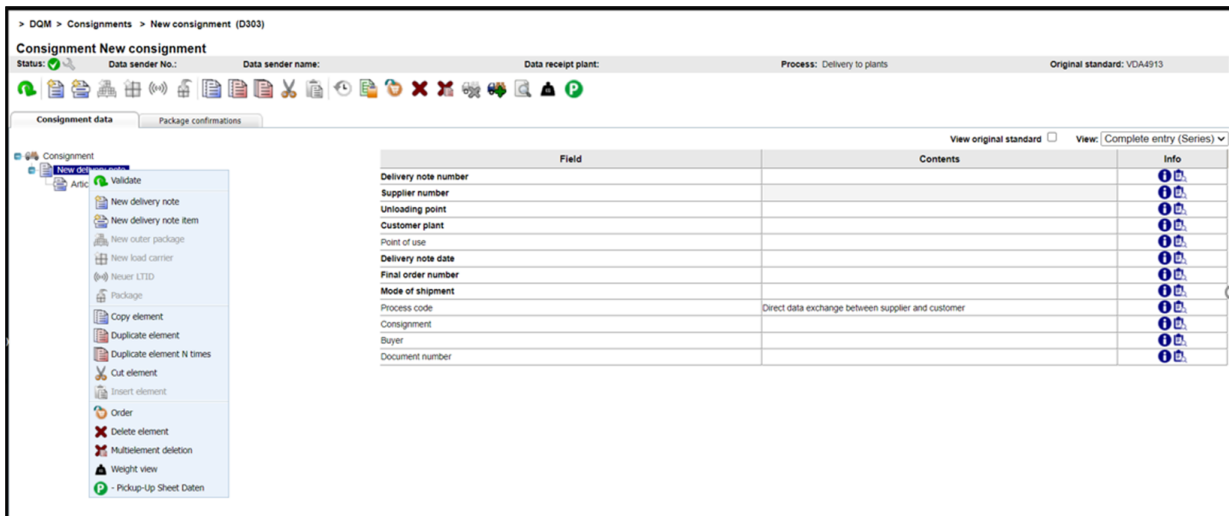 > DQM > Consignments > New consignment (D303)
Consignment New consignment
Status: Data sender No.: Data sender name: Data receipt plant: Process: Delivery to plants Original standard: VDA4913
Consignment data Package confirmations
View original standard View: Complete entry (Series)
Consignment
New delivery note
Artic
Validate
New delivery note
New delivery note item
New outer package
New load carrier
Neuer LTID
Package
Copy element
Duplicate element
Duplicate element N times
Cut element
Insert element
Order
Delete element
Multielement deletion
Weight view
- Pickup-Up Sheet Daten
Field Contents Info
Delivery note number
Supplier number
Unloading point
Customer plant
Point of use
Delivery note date
Final order number
Mode of shipment
Process code Direct data exchange between supplier and customer
Consignment
Buyer
Document number